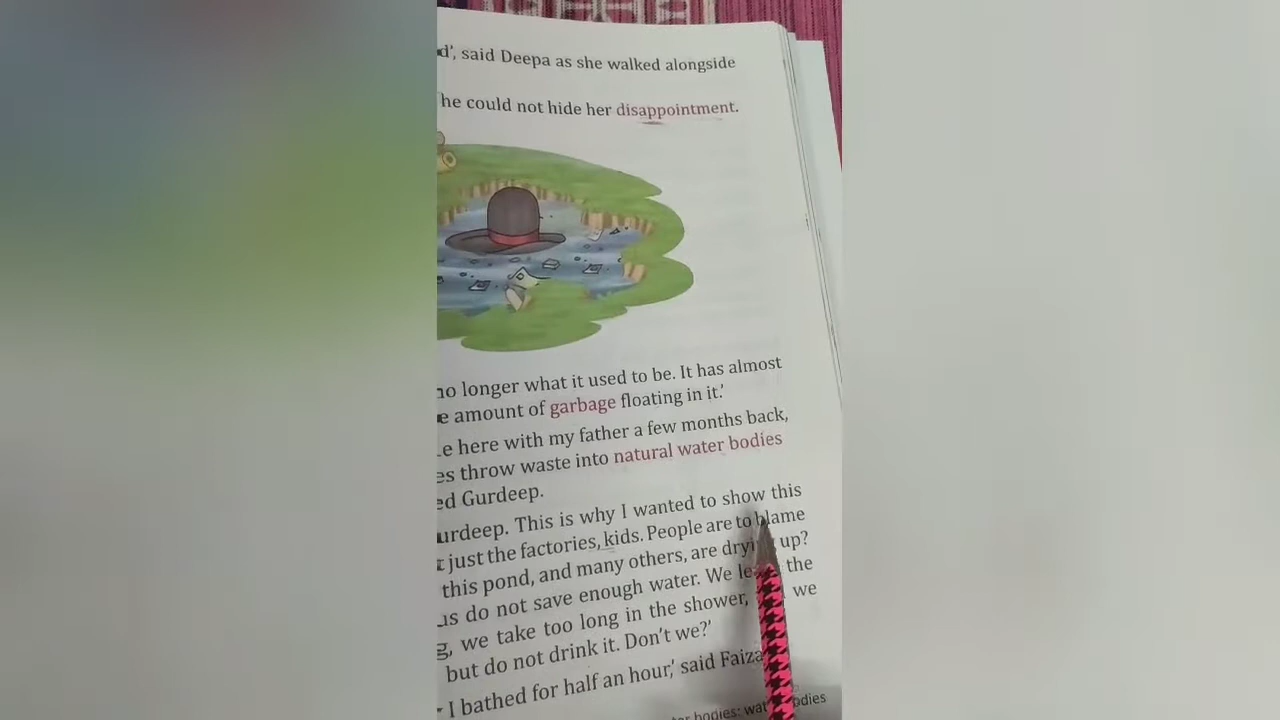 d', said Deepa as she walked alongside
he could not hide her disappointment.
no longer what it used to be. It has almost
e amount of garbage floating in it.'
e here with my father a few months back,
es throw waste into natural water bodies
ed Gurdeep.
urdeep. This is why I wanted to show this
t just the factories, kids. People are to blame
this pond, and many others, are drying up?
us do not save enough water. We the
g, we take too long in the shower, we
but do not drink it. Don't we?'
I bathed for half an hour,' said Faiza
bodies: wat bodies